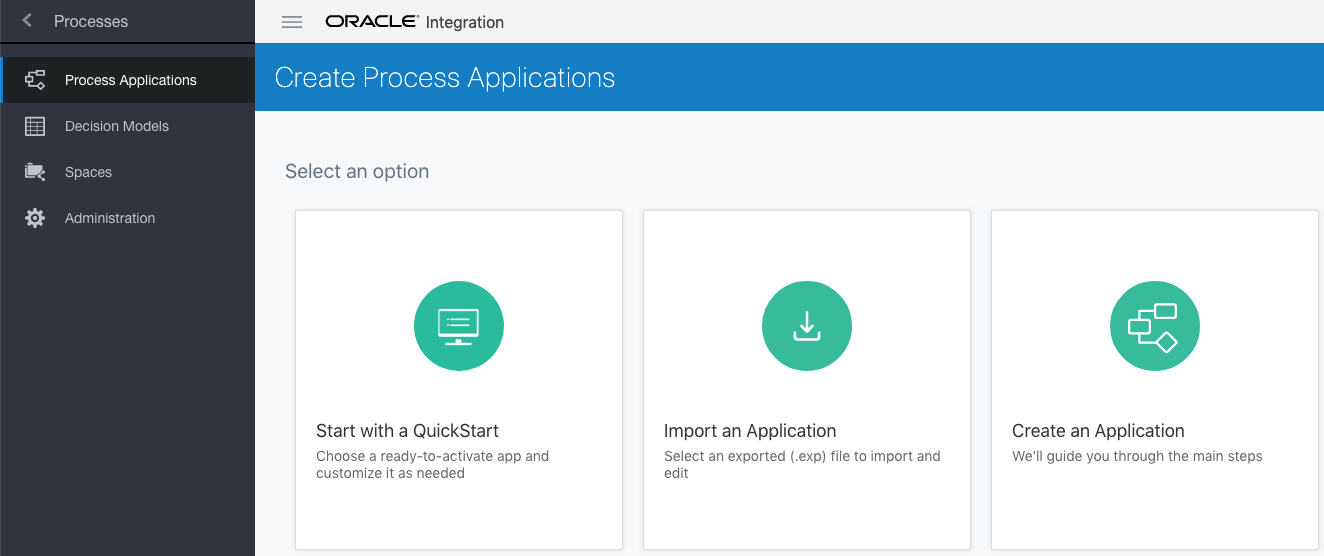 Processes
ORACLE® Integration
Process Applications
Decision Models
Spaces
Administration
Create Process Applications
Select an option
Start with a QuickStart
Choose a ready-to-activate app and
customize it as needed
Import an Application
Select an exported (.exp) file to import and
edit
Create an Application
We'll guide you through the main steps